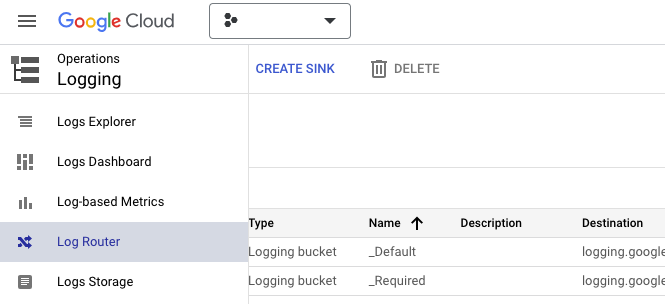 Google Cloud
Operations
Logging
CREATE SINK
DELETE
Logs Explorer
Logs Dashboard
Log-based Metrics
Log Router
Logs Storage
Type Name Description Destination
Logging bucket _Default logging.google
Logging bucket _Required logging.google